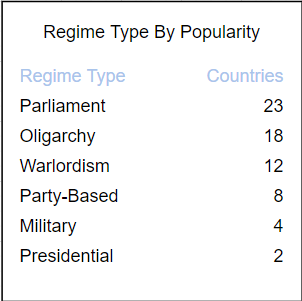 Regime Type By Popularity
Regime Type Countries
Parliament 23
Oligarchy 18
Warlordism 12
Party-Based 8
Military 4
Presidential 2